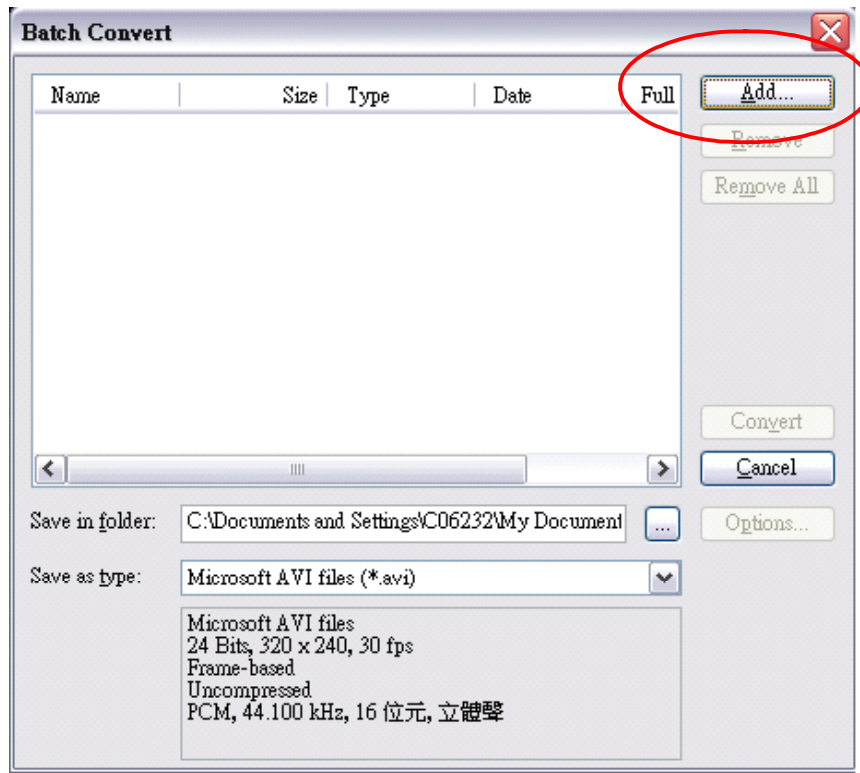 Batch Convert
Name Size Type Date Full
Add...
Remove
Remove All
Convert
Cancel
Save in folder: C:\Documents and Settings\C06232\My Document ...
Options...
Save as type: Microsoft AVI files (*.avi)
Microsoft AVI files
24 Bits, 320 x 240, 30 fps
Frame-based
Uncompressed
PCM, 44.100 kHz, 16 位元, 立體聲